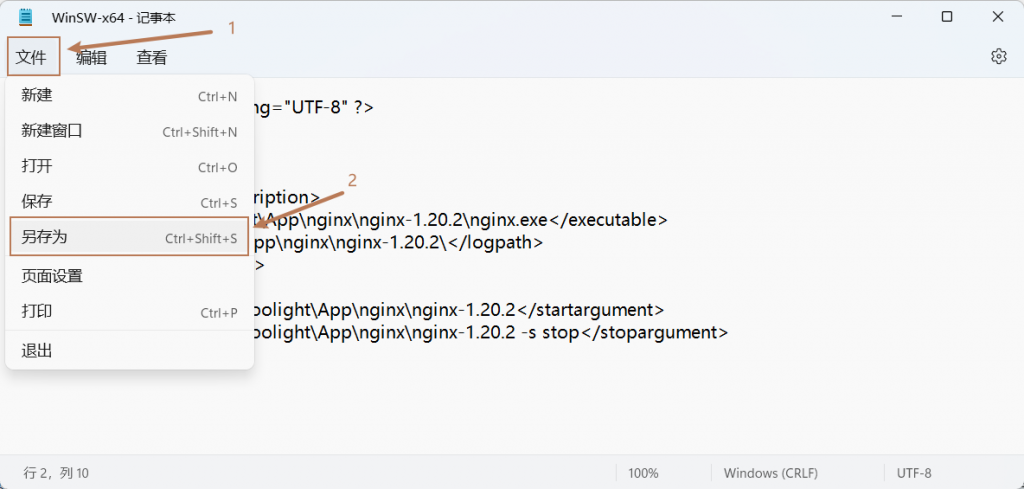 WinSW-x64 - 记事本
1
文件 编辑 查看
新建 Ctrl+N
ng="UTF-8" ?>
新建窗口 Ctrl+Shift+N
打开 Ctrl+O
2
保存 Ctrl+S
ription>
t\App\nginx\nginx-1.20.2\nginx.exe</executable>
另存为 Ctrl+Shift+S
pp\nginx\nginx-1.20.2\</logpath>
>
页面设置
打印 Ctrl+P
oolight\App\nginx\nginx-1.20.2</startargument>
oolight\App\nginx\nginx-1.20.2 -s stop</stopargument>
退出
行 2，列 10 100% Windows (CRLF) UTF-8